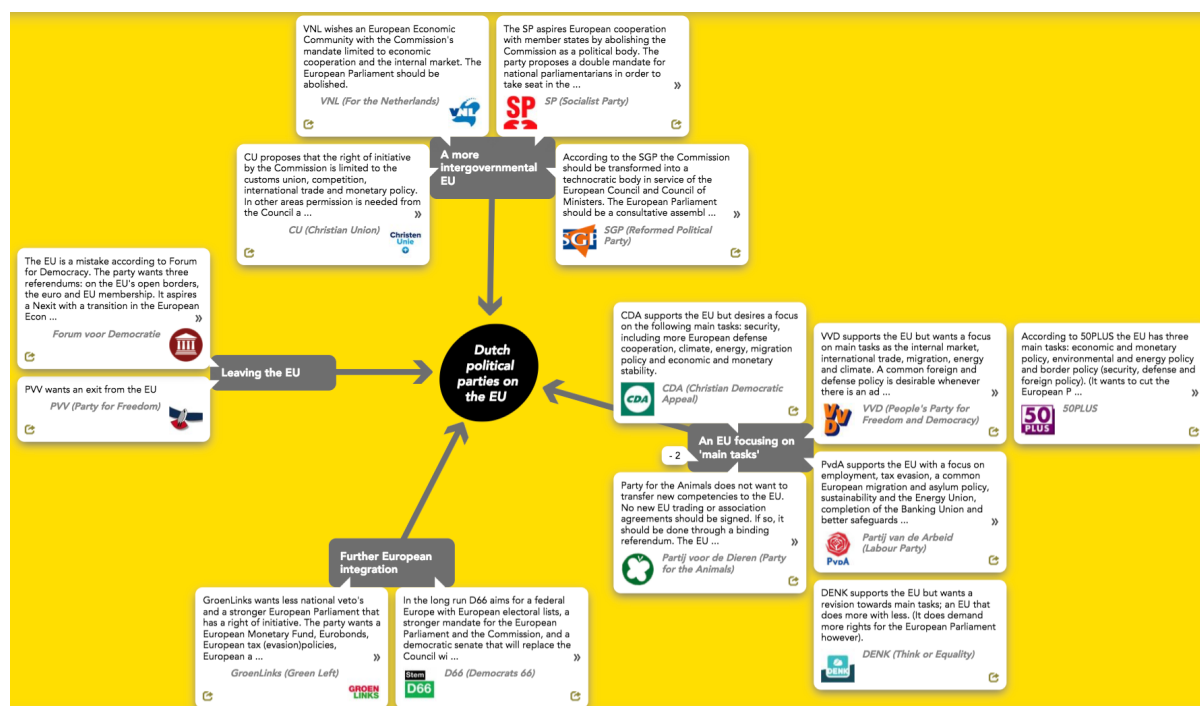 VNL wishes an European Economic
Community with the Commission's
mandate limited to economic
cooperation and the internal market. The
European Parliament should be
abolished.
VNL (For the Netherlands)
VNL
The SP aspires European cooperation
with member states by abolishing the
Commission as a political body. The
party proposes a double mandate for
national parliamentarians in order to
take seat in the ... »
SP
SP (Socialist Party)
CU proposes that the right of initiative
by the Commission is limited to the
customs union, competition,
international trade and monetary policy.
In other areas permission is needed from
the Council a ... »
CU (Christian Union)
Christen
Unie
A more
intergovernmental
EU
According to the SGP the Commission
should be transformed into a
technocratic body in service of the
European Council and Council of
Ministers. The European Parliament
should be a consultative assembl ... »
SGP
SGP (Reformed Political
Party)
The EU is a mistake according to Forum
for Democracy. The party wants three
referendums: on the EU's open borders,
the euro and EU membership. It aspires
a Nexit with a transition in the European
Econ ... »
Forum voor Democratie
Leaving the EU
PVV wants an exit from the EU
PVV (Party for Freedom)
Dutch
political
parties on
the EU
CDA supports the EU but desires a focus
on the following main tasks: security,
including more European defense
cooperation, climate, energy, migration
policy and economic and monetary
stability.
CDA
CDA (Christian Democratic
Appeal)
VVD supports the EU but wants a focus
on main tasks as the internal market,
international trade, migration, energy
and climate. A common foreign and
defense policy is desirable whenever
there is an ad ... »
VVD
VVD (People's Party for
Freedom and Democracy)
According to 50PLUS the EU has three
main tasks: economic and monetary
policy, environmental and energy policy
and border policy (security, defense and
foreign policy). (It wants to cut the
European P ... »
50
PLUS
50PLUS
- 2
An EU focusing on
'main tasks'
Party for the Animals does not want to
transfer new competencies to the EU.
No new EU trading or association
agreements should be signed. If so, it
should be done through a binding
referendum. The EU ... »
Partij voor de Dieren (Party
for the Animals)
PvdA supports the EU with a focus on
employment, tax evasion, a common
European migration and asylum policy,
sustainability and the Energy Union,
completion of the Banking Union and
better safeguards ... »
PvdA
Partij van de Arbeid
(Labour Party)
DENK supports the EU but wants a
revision towards main tasks; an EU that
does more with less. (It does demand
more rights for the European Parliament
however).
DENK
DENK (Think or Equality)
Further European
integration
GroenLinks wants less national veto's
and a stronger European Parliament that
has a right of initiative. The party wants a
European Monetary Fund, Eurobonds,
European tax (evasion)policies,
European a ... »
GroenLinks (Green Left)
GROEN
LINKS
In the long run D66 aims for a federal
Europe with European electoral lists, a
stronger mandate for the European
Parliament and the Commission, and a
democratic senate that will replace the
Council wi ... »
Stem
D66
D66 (Democrats 66)